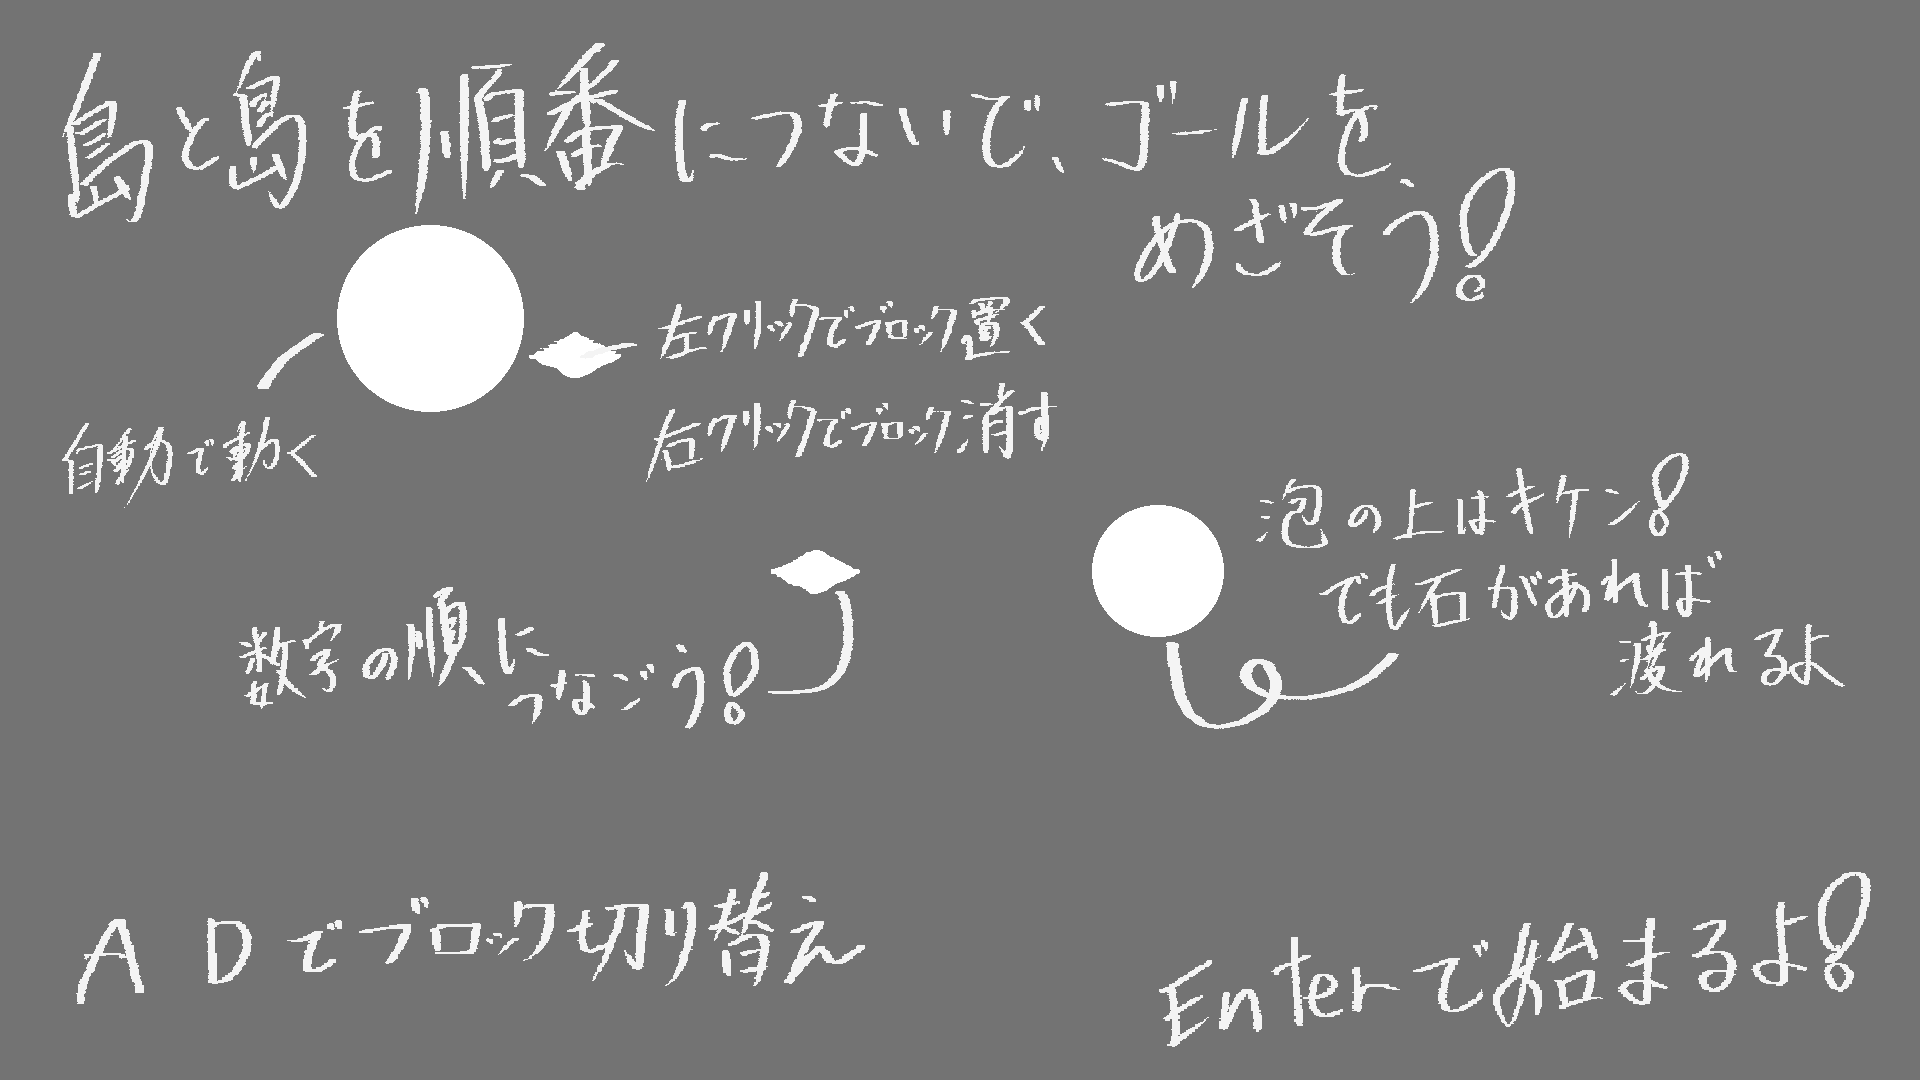 島と島を順番につないで、ゴールを
めざそう!
左クリックでブロック置く
右クリックでブロック消す
自動で動く
泡の上はキケン!
でも石があれば
渡れるよ
数字の順に
つなごう!
A Dでブロック切り替え
Enterで始まるよ!